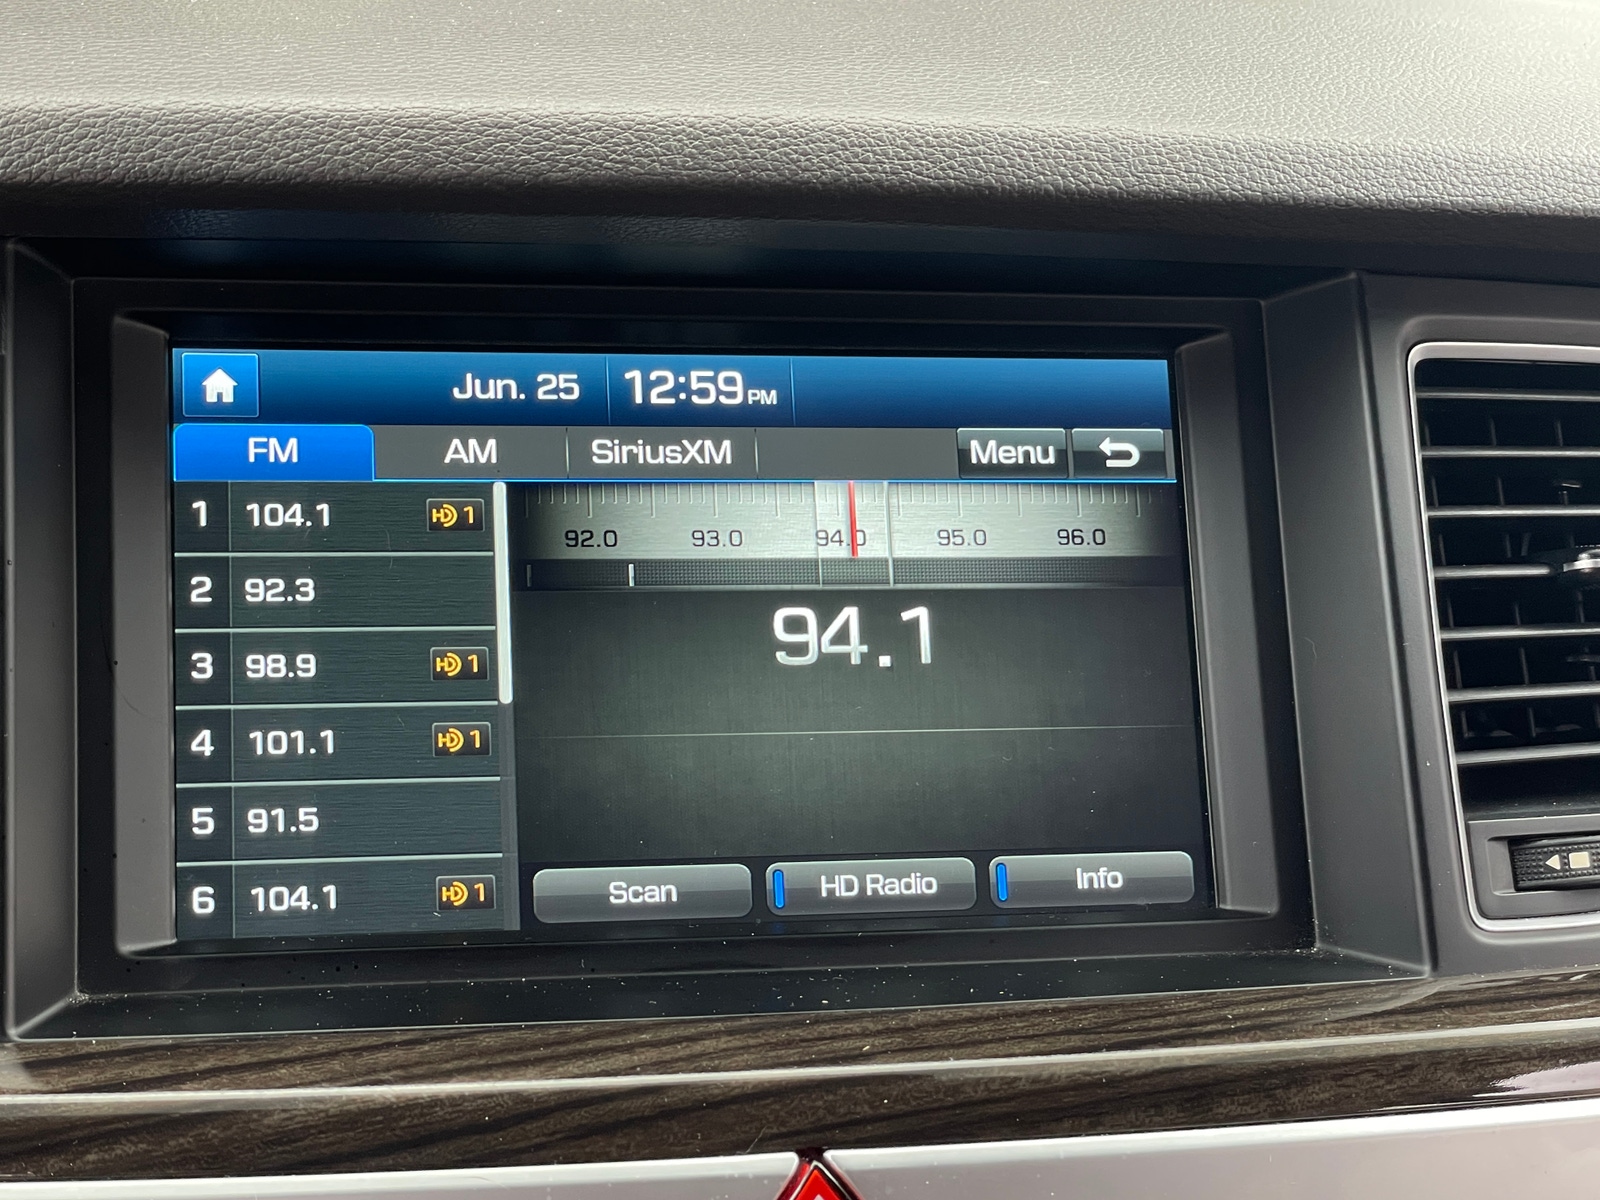 Jun. 25 12:59 PM
FM AM SiriusXM Menu
1 104.1 HD 1
2 92.3
3 98.9 HD 1
4 101.1 HD 1
5 91.5
6 104.1 HD 1
92.0 93.0 94.0 95.0 96.0
94.1
Scan HD Radio Info